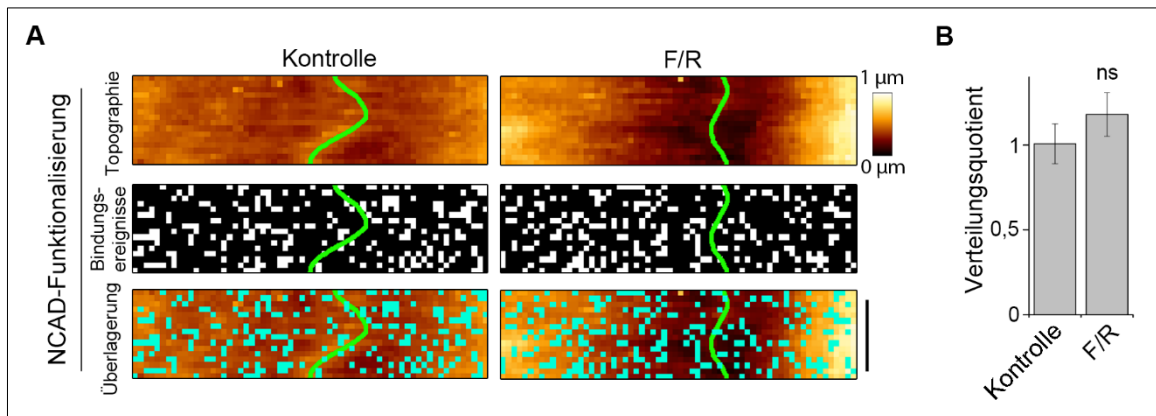 A
Kontrolle
F/R
NCAD-Funktionalisierung
Topographie
1 µm
0 µm
Bindungs-
ereignisse
Überlagerung
B
ns
Verteilungsquotient
1
0,5
0
Kontrolle
F/R